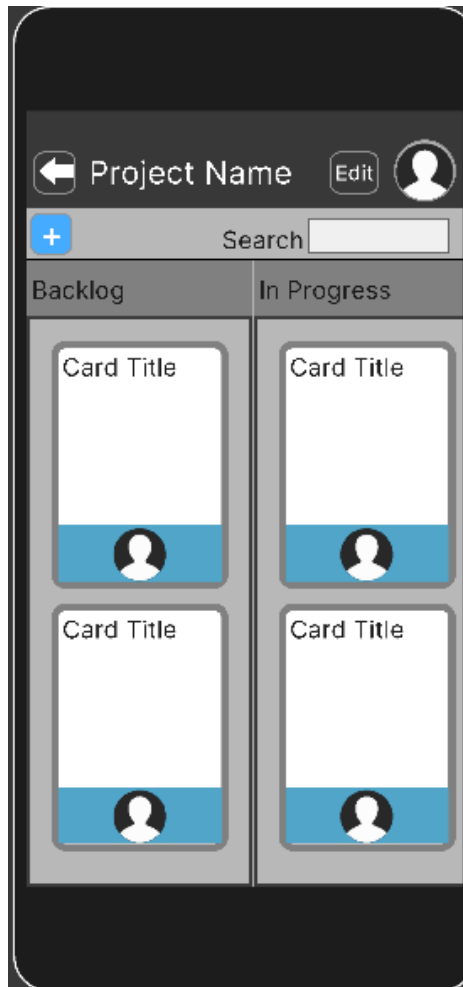 Project Name Edit
+ Search
Backlog In Progress
Card Title Card Title
Card Title Card Title